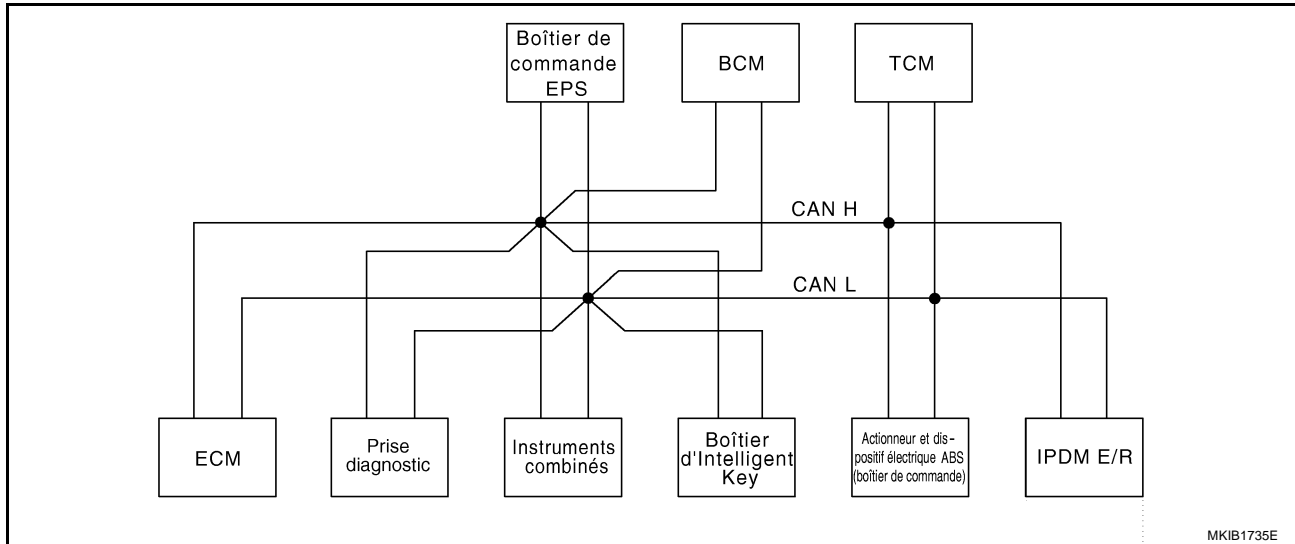 Boîtier de
commande
EPS
BCM
TCM
CAN H
CAN L
ECM
Prise
diagnostic
Instruments
combinés
Boîtier
d'Intelligent
Key
Actionneur et dis-
positif électrique ABS
(boîtier de commande)
IPDM E/R
MKIB1735E